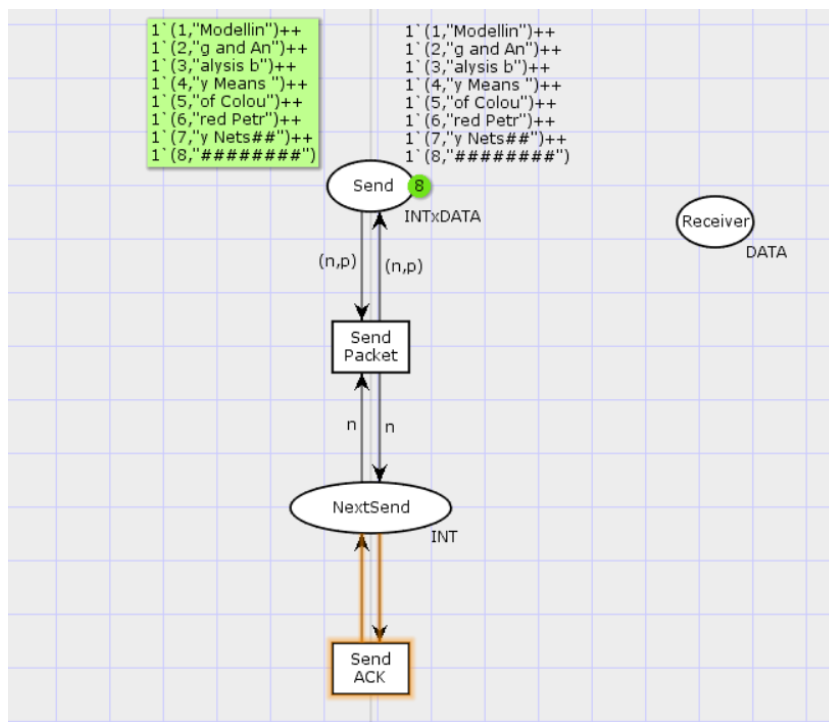 1`(1,"Modellin")++
1`(2,"g and An")++
1`(3,"alysis b")++
1`(4,"y Means ")++
1`(5,"of Colou")++
1`(6,"red Petr")++
1`(7,"y Nets##")++
1`(8,"########")
1`(1,"Modellin")++
1`(2,"g and An")++
1`(3,"alysis b")++
1`(4,"y Means ")++
1`(5,"of Colou")++
1`(6,"red Petr")++
1`(7,"y Nets##")++
1`(8,"########")
Send
8
INTxDATA
Receiver
DATA
(n,p)
(n,p)
Send
Packet
n
n
NextSend
INT
Send
ACK